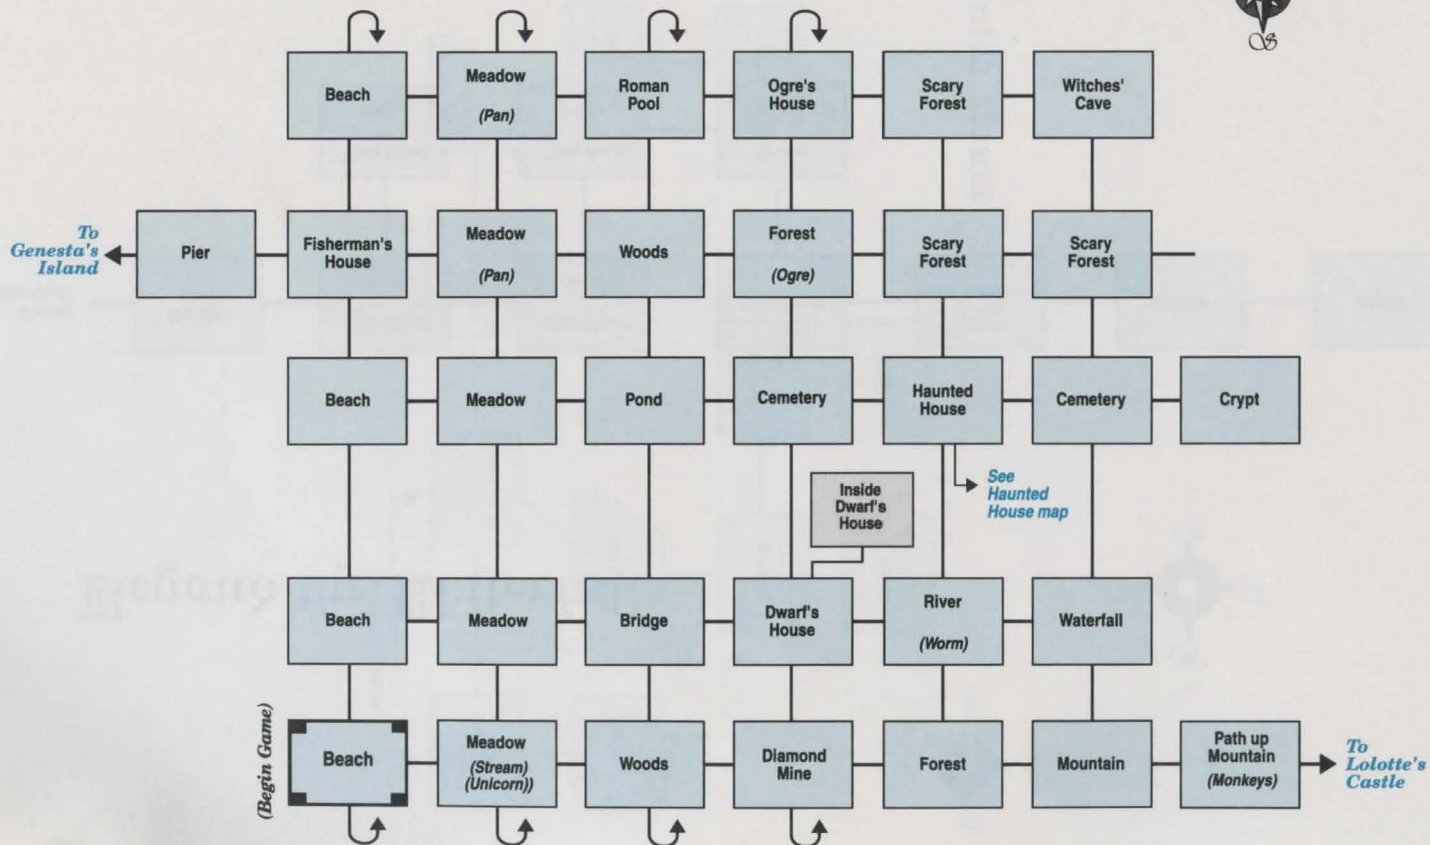 S
Beach
Meadow
(Pan)
Roman
Pool
Ogre's
House
Scary
Forest
Witches'
Cave
To
Genesta's
Island
Pier
Fisherman's
House
Meadow
(Pan)
Woods
Forest
(Ogre)
Scary
Forest
Scary
Forest
Beach
Meadow
Pond
Cemetery
Haunted
House
Cemetery
Crypt
See
Haunted
House map
Inside
Dwarf's
House
Beach
Meadow
Bridge
Dwarf's
House
River
(Worm)
Waterfall
(Begin Game)
Beach
Meadow
(Stream)
(Unicorn))
Woods
Diamond
Mine
Forest
Mountain
Path up
Mountain
(Monkeys)
To
Lolotte's
Castle